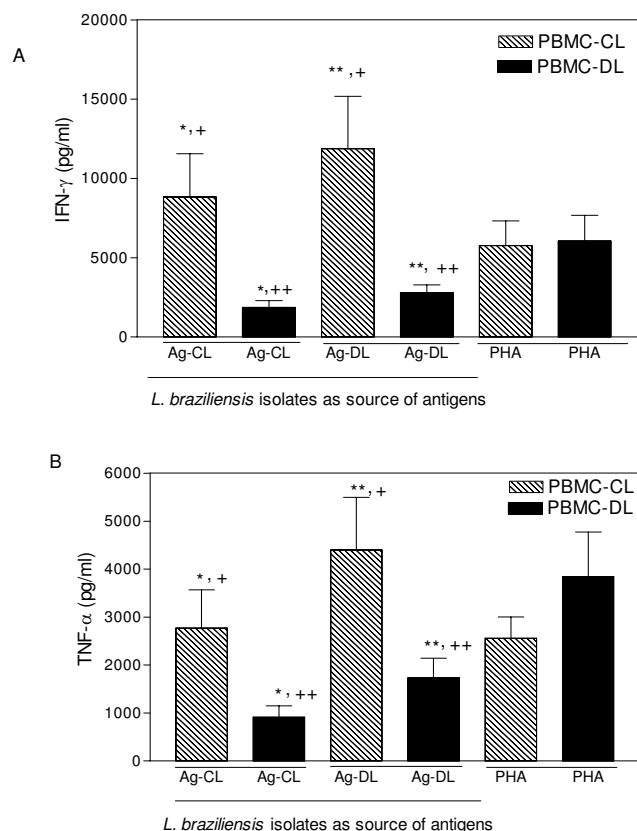 A
IFN-γ (pg/ml)
20000
15000
10000
5000
0
PBMC-CL
PBMC-DL
*,+
*,++
**,+
**, ++
Ag-CL Ag-CL Ag-DL Ag-DL PHA PHA
L. braziliensis isolates as source of antigens
B
TNF-α (pg/ml)
6000
5000
4000
3000
2000
1000
0
PBMC-CL
PBMC-DL
*,+
*,++
**,+
**,++
Ag-CL Ag-CL Ag-DL Ag-DL PHA PHA
L. braziliensis isolates as source of antigens